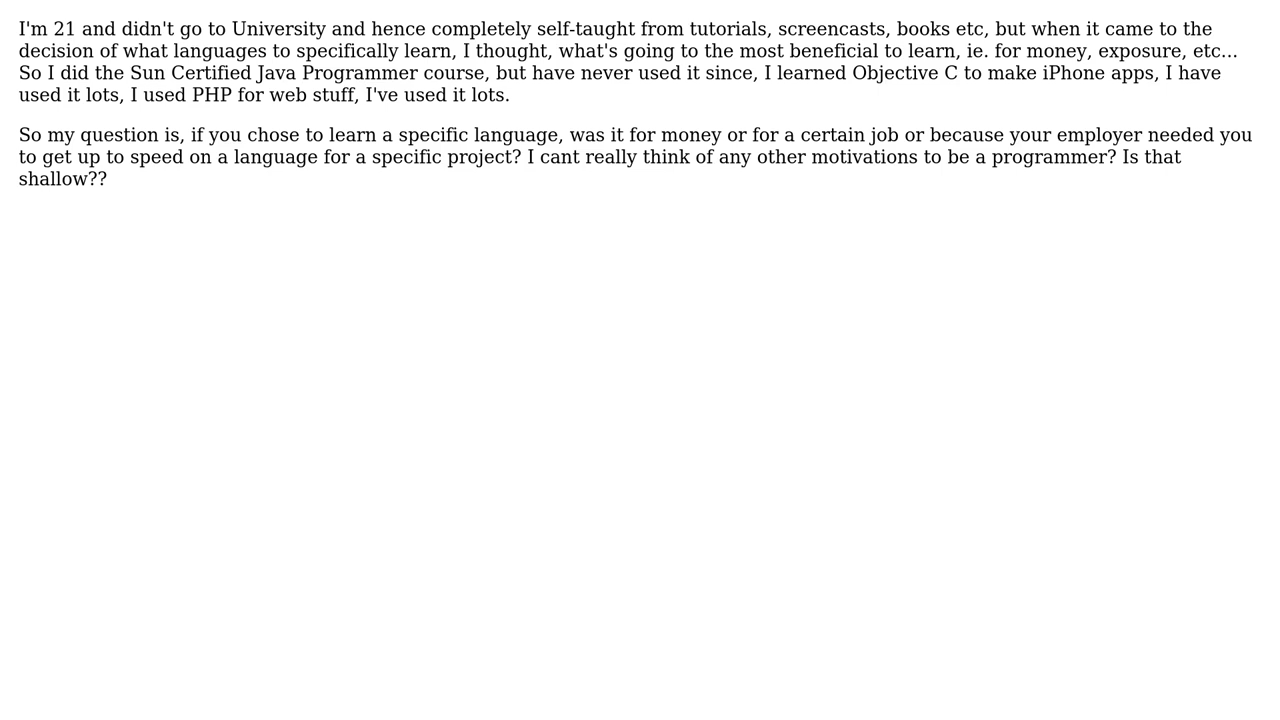 I'm 21 and didn't go to University and hence completely self-taught from tutorials, screencasts, books etc, but when it came to the
decision of what languages to specifically learn, I thought, what's going to the most beneficial to learn, ie. for money, exposure, etc...
So I did the Sun Certified Java Programmer course, but have never used it since, I learned Objective C to make iPhone apps, I have
used it lots, I used PHP for web stuff, I've used it lots.
So my question is, if you chose to learn a specific language, was it for money or for a certain job or because your employer needed you
to get up to speed on a language for a specific project? I cant really think of any other motivations to be a programmer? Is that
shallow??